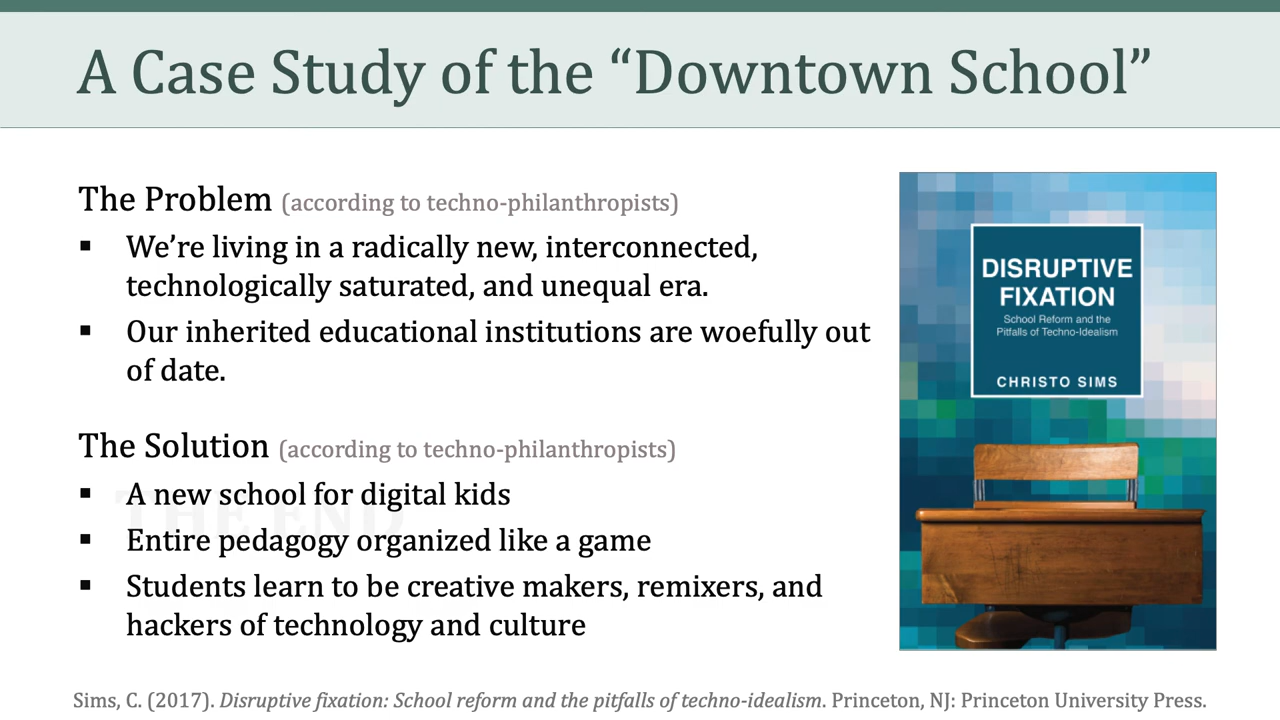 A Case Study of the “Downtown School”
The Problem (according to techno-philanthropists)
▪ We’re living in a radically new, interconnected,
technologically saturated, and unequal era.
▪ Our inherited educational institutions are woefully out
of date.
The Solution (according to techno-philanthropists)
▪ A new school for digital kids
THE END
▪ Entire pedagogy organized like a game
▪ Students learn to be creative makers, remixers, and
hackers of technology and culture
DISRUPTIVE
FIXATION
School Reform and the
Pitfalls of Techno-Idealism
CHRISTO SIMS
Sims, C. (2017). Disruptive fixation: School reform and the pitfalls of techno-idealism. Princeton, NJ: Princeton University Press.